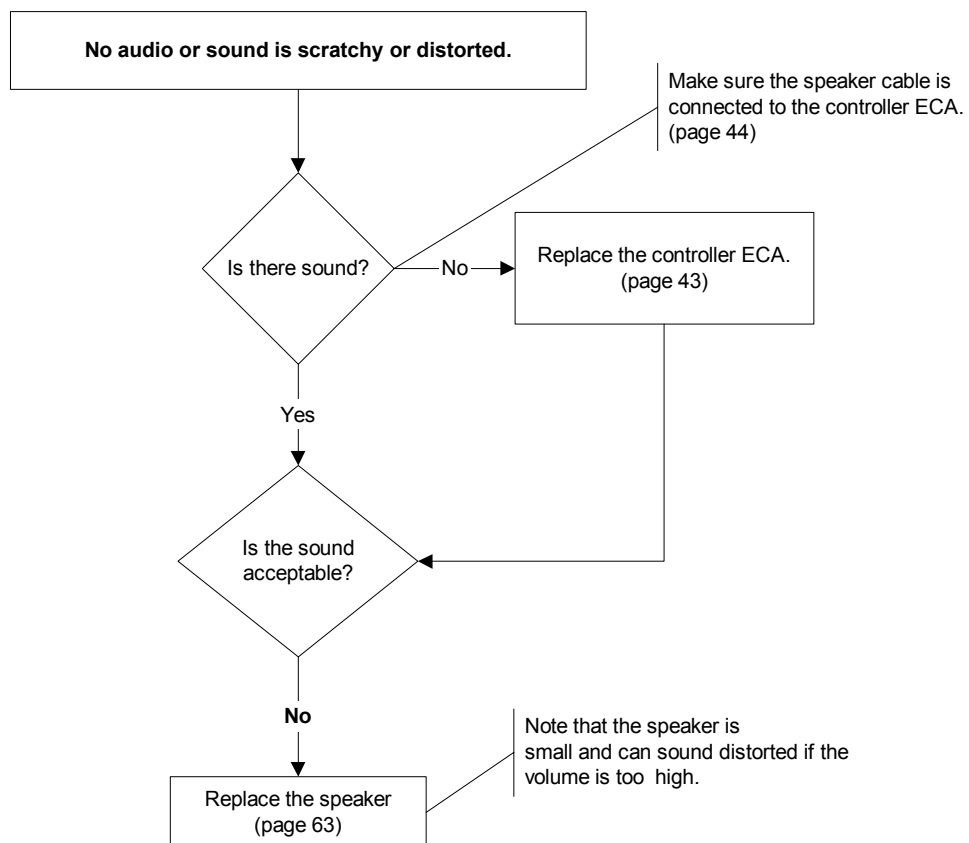 No audio or sound is scratchy or distorted.
Make sure the speaker cable is
connected to the controller ECA.
(page 44)
Is there sound?
No
Replace the controller ECA.
(page 43)
Yes
Is the sound
acceptable?
No
Note that the speaker is
small and can sound distorted if the
volume is too  high.
Replace the speaker
(page 63)